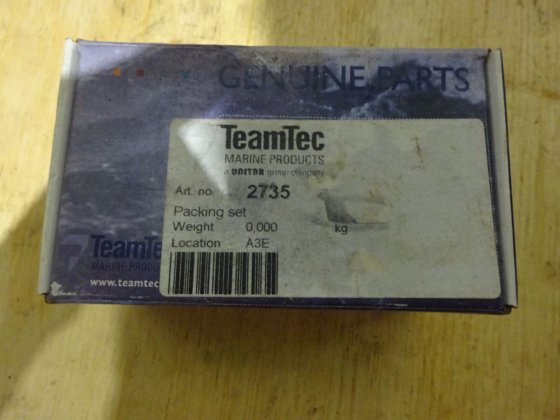 GENUINE PARTS
TeamTec
MARINE PRODUCTS
a UNITOR group company
Art. no. 2735
Packing set
Weight 0,000 kg
Location A3E
TeamTec
MARINE PRODU
www.teamtec